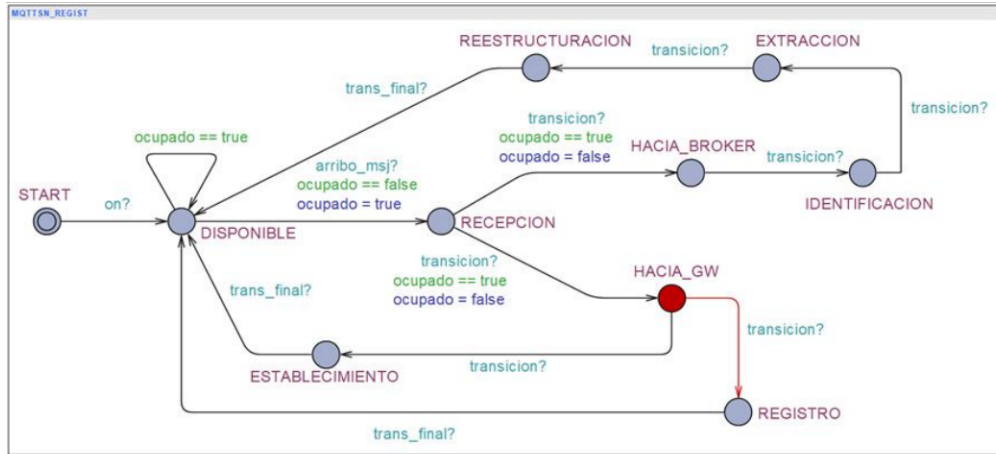 MQTTSN_REGIST
REESTRUCTURACION
transicion?
EXTRACCION
trans_final?
transicion?
ocupado == true
transicion?
ocupado == true
ocupado = false
HACIA_BROKER
transicion?
IDENTIFICACION
arribo_msj?
ocupado == false
ocupado = true
START
on?
DISPONIBLE
RECEPCION
transicion?
ocupado == true
ocupado = false
HACIA_GW
trans_final?
transicion?
ESTABLECIMIENTO
transicion?
REGISTRO
trans_final?